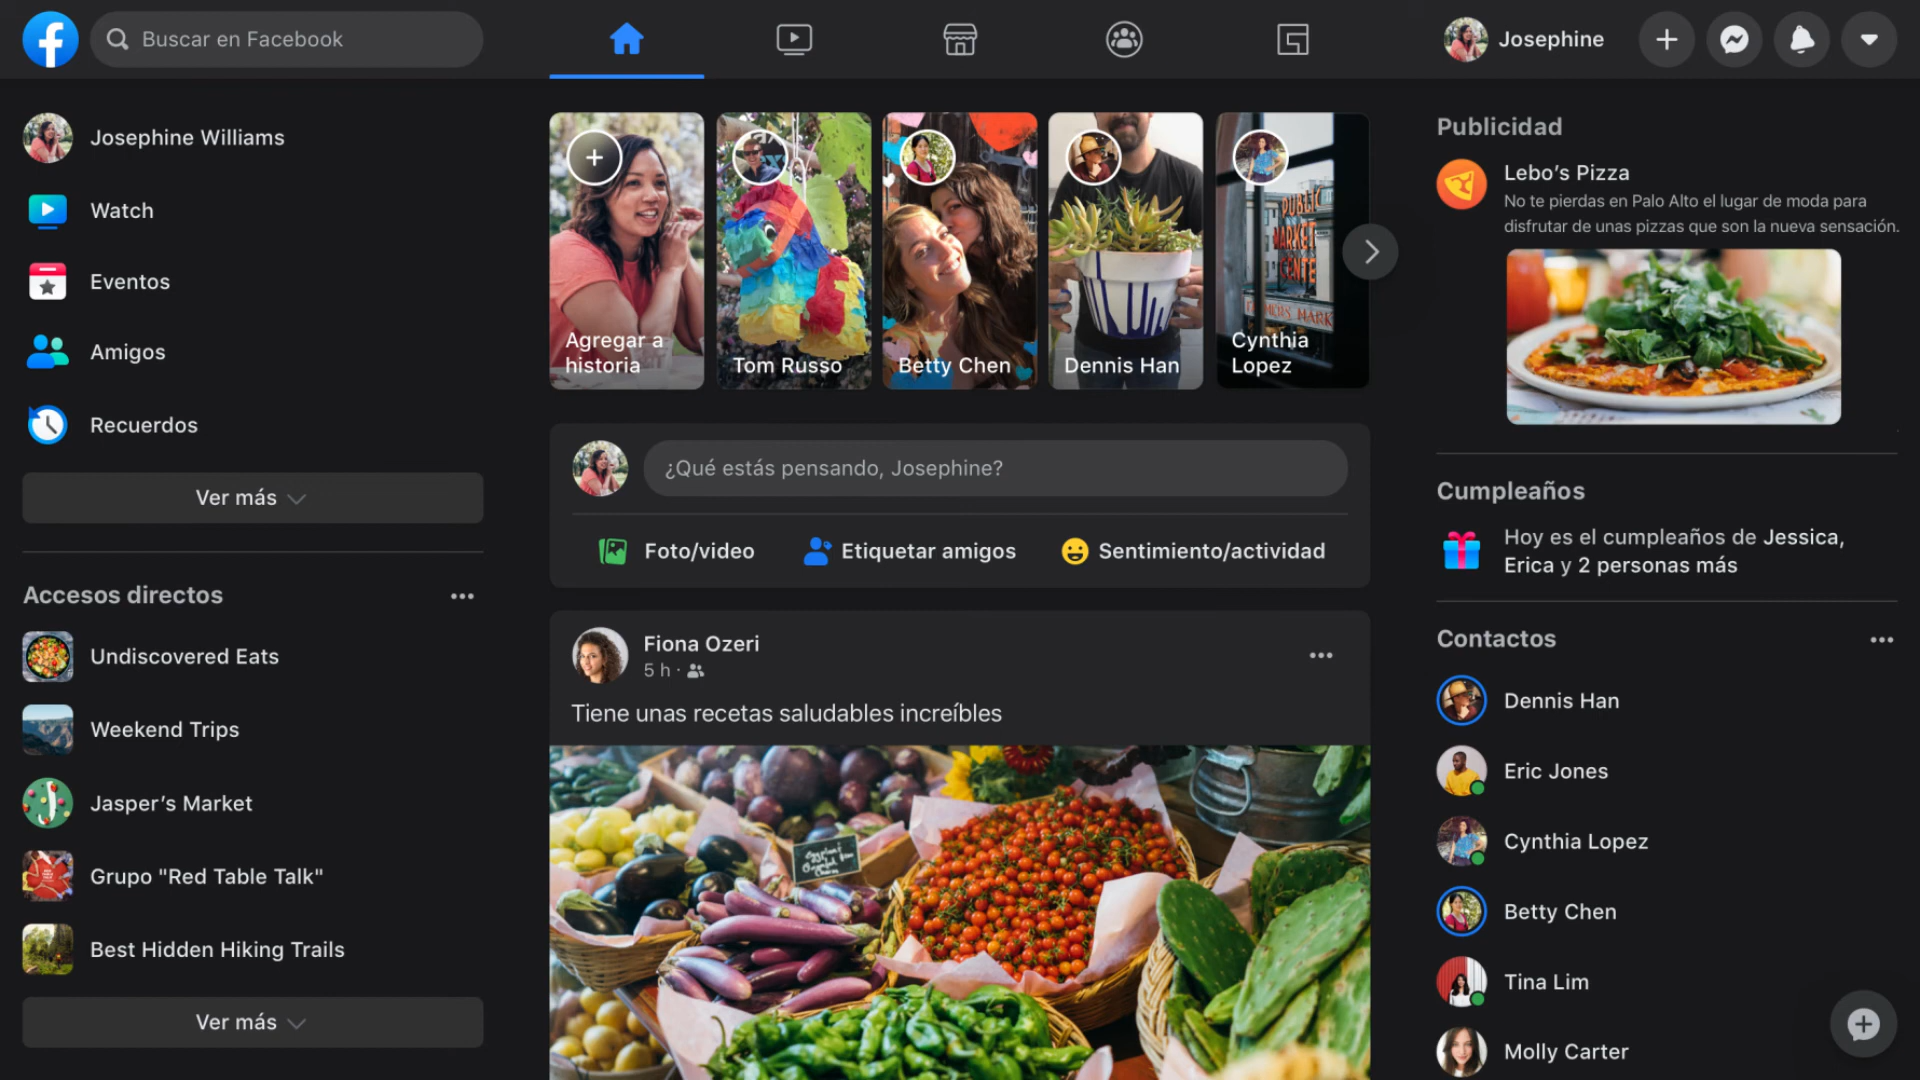 Buscar en Facebook
Josephine
Josephine Williams
Watch
Eventos
Amigos
Recuerdos
Ver más
Accesos directos
Undiscovered Eats
Weekend Trips
Jasper’s Market
Grupo "Red Table Talk"
Best Hidden Hiking Trails
Ver más
Agregar a
historia
Tom Russo
Betty Chen
Dennis Han
PUBLIC
MARKET
CENTE
Cynthia
Lopez
¿Qué estás pensando, Josephine?
Foto/video
Etiquetar amigos
Sentimiento/actividad
Fiona Ozeri
5 h ·
Tiene unas recetas saludables increíbles
Publicidad
Lebo’s Pizza
No te pierdas en Palo Alto el lugar de moda para
disfrutar de unas pizzas que son la nueva sensación.
Cumpleaños
Hoy es el cumpleaños de Jessica,
Erica y 2 personas más
Contactos
Dennis Han
Eric Jones
Cynthia Lopez
Betty Chen
Tina Lim
Molly Carter